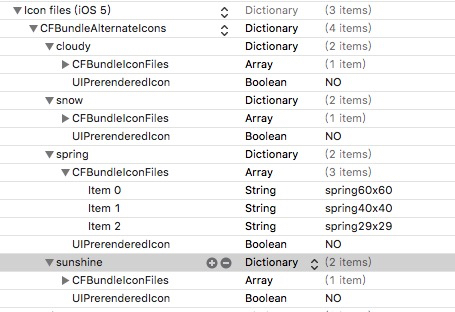 Icon files (iOS 5) Dictionary (3 items)
CFBundleAlternateIcons Dictionary (4 items)
cloudy Dictionary (2 items)
CFBundleIconFiles Array (1 item)
UIPrerenderedIcon Boolean NO
snow Dictionary (2 items)
CFBundleIconFiles Array (1 item)
UIPrerenderedIcon Boolean NO
spring Dictionary (2 items)
CFBundleIconFiles Array (3 items)
Item 0 String spring60x60
Item 1 String spring40x40
Item 2 String spring29x29
UIPrerenderedIcon Boolean NO
sunshine Dictionary (2 items)
CFBundleIconFiles Array (1 item)
UIPrerenderedIcon Boolean NO